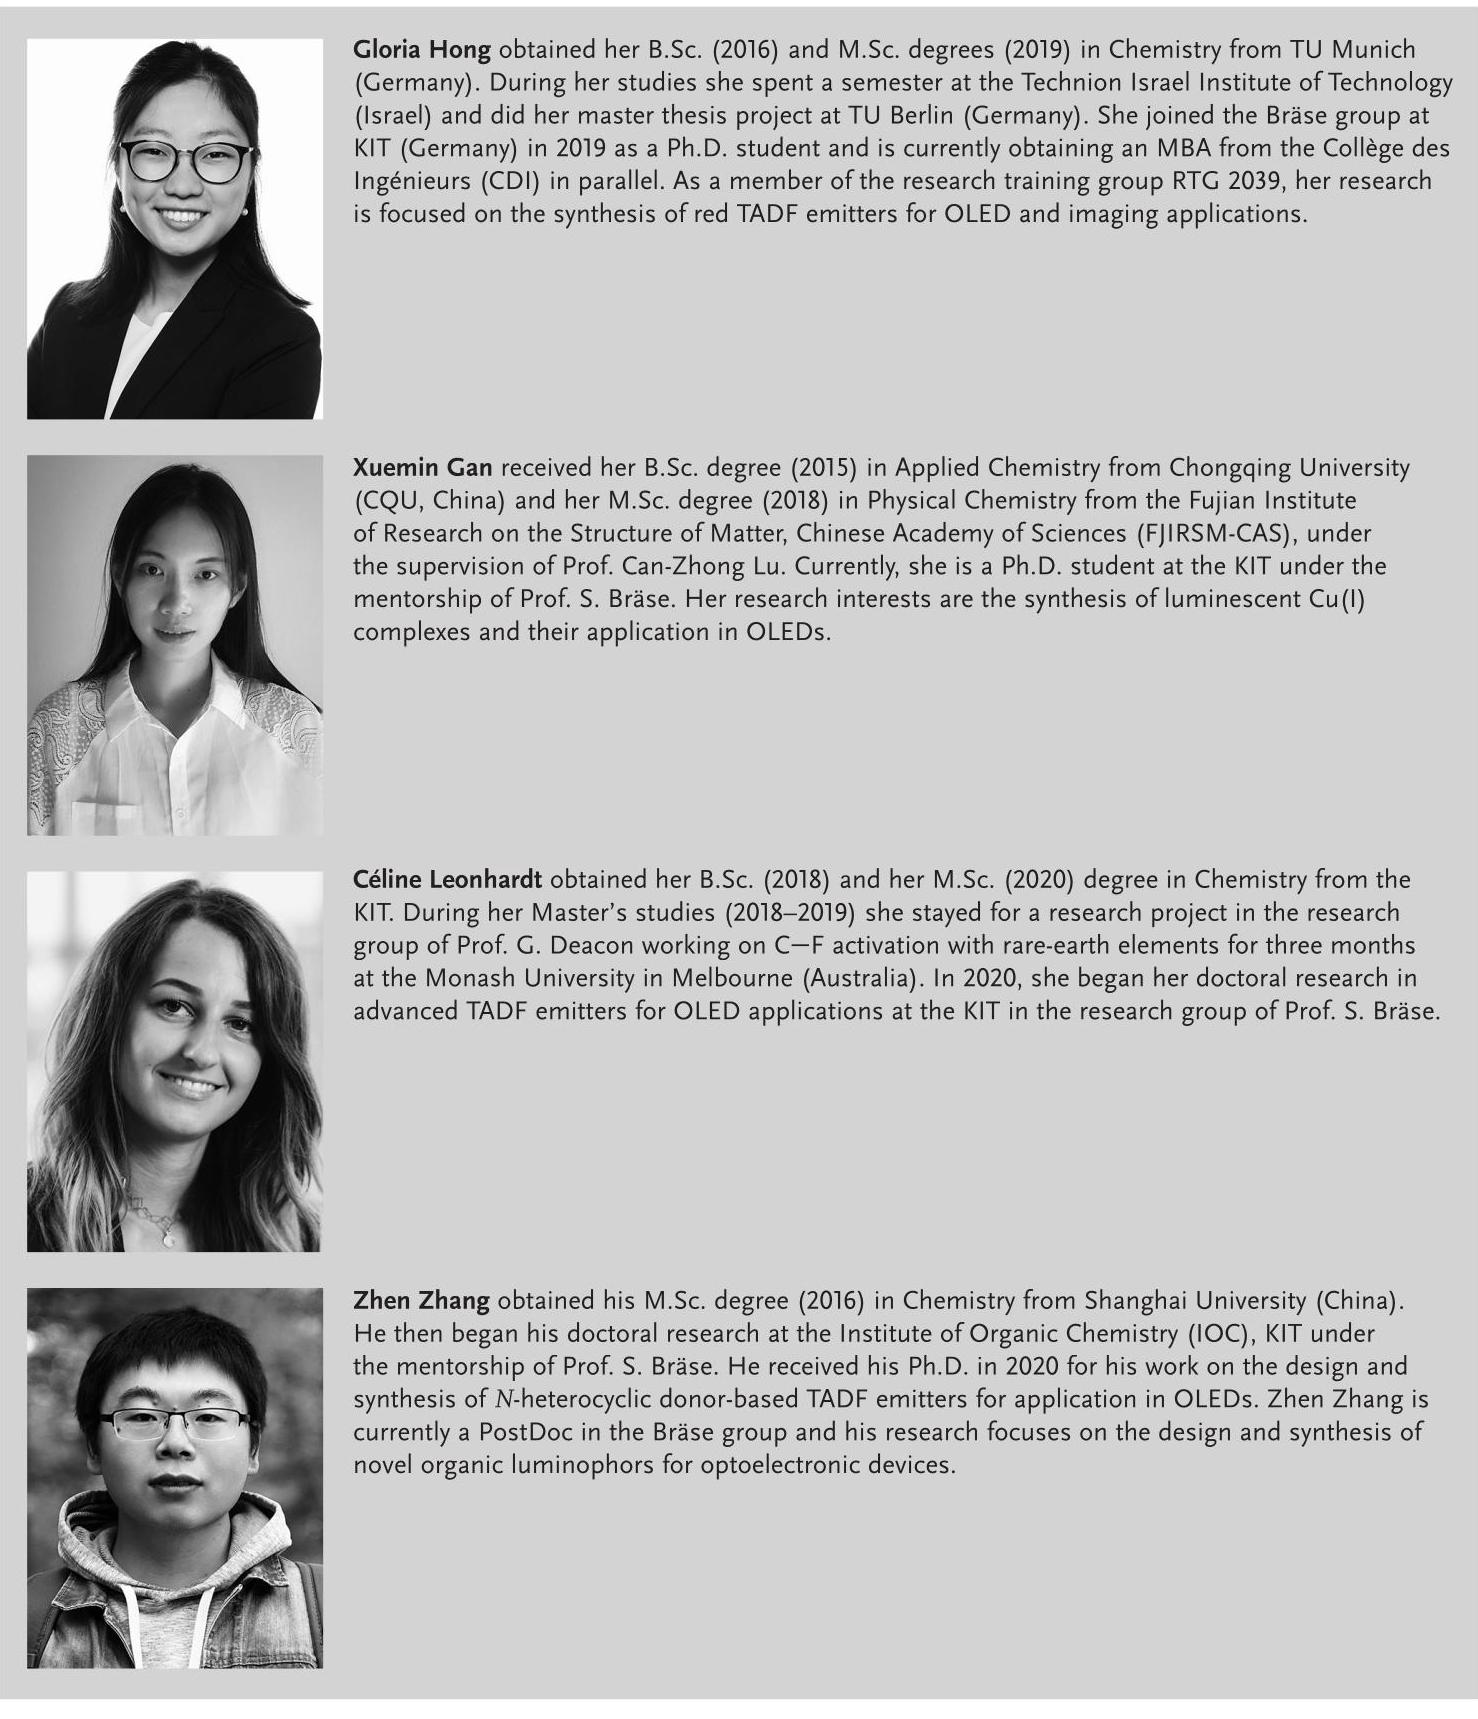 Gloria Hong obtained her B.Sc. (2016) and M.Sc. degrees (2019) in Chemistry from TU Munich
(Germany). During her studies she spent a semester at the Technion Israel Institute of Technology
(Israel) and did her master thesis project at TU Berlin (Germany). She joined the Bräse group at
KIT (Germany) in 2019 as a Ph.D. student and is currently obtaining an MBA from the Collège des
Ingénieurs (CDI) in parallel. As a member of the research training group RTG 2039, her research
is focused on the synthesis of red TADF emitters for OLED and imaging applications.
Xuemin Gan received her B.Sc. degree (2015) in Applied Chemistry from Chongqing University
(CQU, China) and her M.Sc. degree (2018) in Physical Chemistry from the Fujian Institute
of Research on the Structure of Matter, Chinese Academy of Sciences (FJIRSM-CAS), under
the supervision of Prof. Can-Zhong Lu. Currently, she is a Ph.D. student at the KIT under the
mentorship of Prof. S. Bräse. Her research interests are the synthesis of luminescent Cu(I)
complexes and their application in OLEDs.
Céline Leonhardt obtained her B.Sc. (2018) and her M.Sc. (2020) degree in Chemistry from the
KIT. During her Master’s studies (2018–2019) she stayed for a research project in the research
group of Prof. G. Deacon working on C−F activation with rare-earth elements for three months
at the Monash University in Melbourne (Australia). In 2020, she began her doctoral research in
advanced TADF emitters for OLED applications at the KIT in the research group of Prof. S. Bräse.
Zhen Zhang obtained his M.Sc. degree (2016) in Chemistry from Shanghai University (China).
He then began his doctoral research at the Institute of Organic Chemistry (IOC), KIT under
the mentorship of Prof. S. Bräse. He received his Ph.D. in 2020 for his work on the design and
synthesis of N-heterocyclic donor-based TADF emitters for application in OLEDs. Zhen Zhang is
currently a PostDoc in the Bräse group and his research focuses on the design and synthesis of
novel organic luminophors for optoelectronic devices.